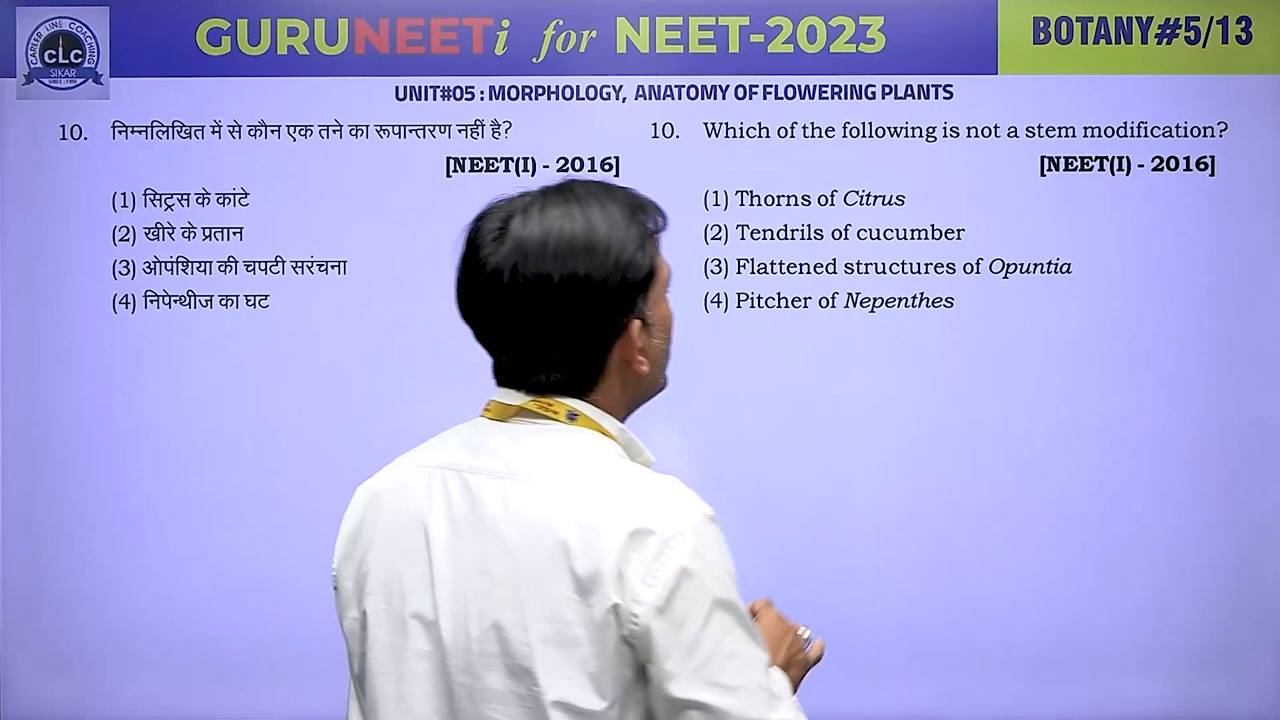 CAREER LINE COACHING
CLC
SIKAR
GURUNEETi for NEET-2023
BOTANY#5/13
UNIT#05 : MORPHOLOGY, ANATOMY OF FLOWERING PLANTS
10. निम्नलिखित में से कौन एक तने का रूपान्तरण नहीं है?
[NEET(I) - 2016]
(1) सिट्रस के कांटे
(2) खीरे के प्रतान
(3) ओपंशिया की चपटी सरंचना
(4) निपेन्थीज का घट
10. Which of the following is not a stem modification?
[NEET(I) - 2016]
(1) Thorns of Citrus
(2) Tendrils of cucumber
(3) Flattened structures of Opuntia
(4) Pitcher of Nepenthes